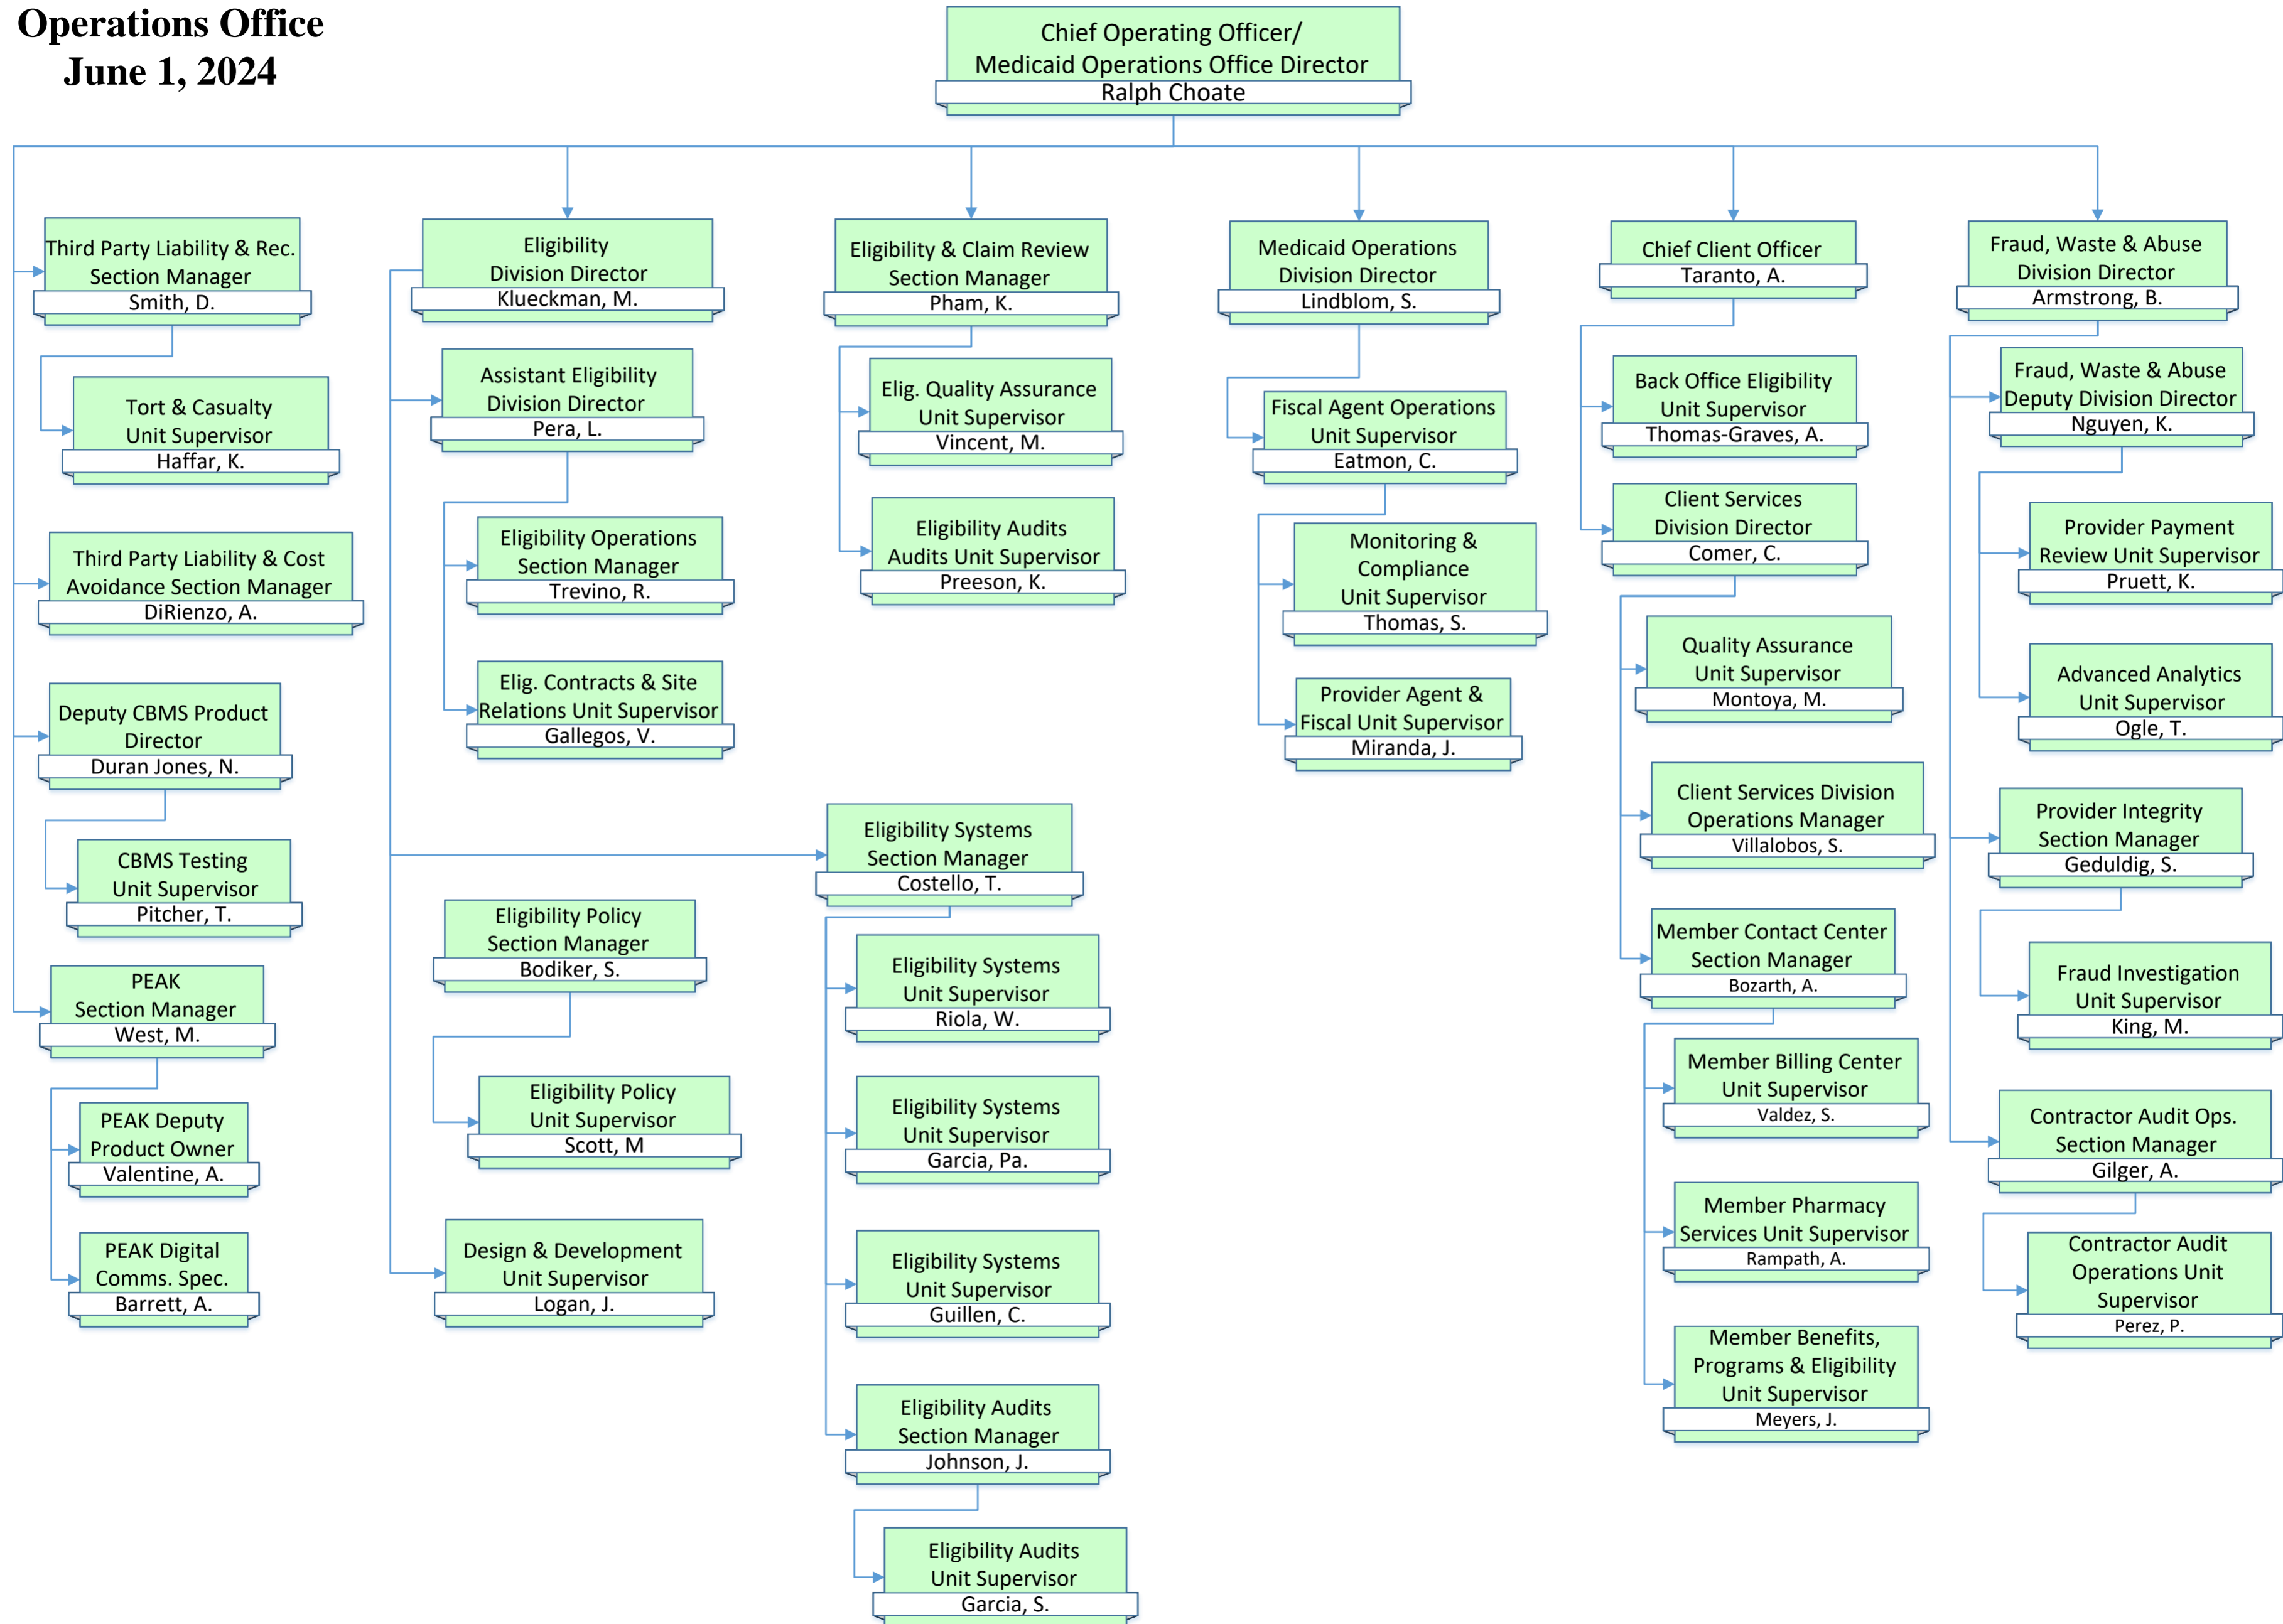 Operations Office
June 1, 2024
Chief Operating Officer/
Medicaid Operations Office Director
Ralph Choate
Third Party Liability & Rec.
Section Manager
Smith, D.
Tort & Casualty
Unit Supervisor
Haffar, K.
Third Party Liability & Cost
Avoidance Section Manager
DiRienzo, A.
Deputy CBMS Product
Director
Duran Jones, N.
CBMS Testing
Unit Supervisor
Pitcher, T.
PEAK
Section Manager
West, M.
PEAK Deputy
Product Owner
Valentine, A.
PEAK Digital
Comms. Spec.
Barrett, A.
Eligibility
Division Director
Klueckman, M.
Assistant Eligibility
Division Director
Pera, L.
Eligibility Operations
Section Manager
Trevino, R.
Elig. Contracts & Site
Relations Unit Supervisor
Gallegos, V.
Eligibility Policy
Section Manager
Bodiker, S.
Eligibility Policy
Unit Supervisor
Scott, M
Design & Development
Unit Supervisor
Logan, J.
Eligibility & Claim Review
Section Manager
Pham, K.
Elig. Quality Assurance
Unit Supervisor
Vincent, M.
Eligibility Audits
Audits Unit Supervisor
Preeson, K.
Eligibility Systems
Section Manager
Costello, T.
Eligibility Systems
Unit Supervisor
Riola, W.
Eligibility Systems
Unit Supervisor
Garcia, Pa.
Eligibility Systems
Unit Supervisor
Guillen, C.
Eligibility Audits
Section Manager
Johnson, J.
Eligibility Audits
Unit Supervisor
Garcia, S.
Medicaid Operations
Division Director
Lindblom, S.
Fiscal Agent Operations
Unit Supervisor
Eatmon, C.
Monitoring &
Compliance
Unit Supervisor
Thomas, S.
Provider Agent &
Fiscal Unit Supervisor
Miranda, J.
Chief Client Officer
Taranto, A.
Back Office Eligibility
Unit Supervisor
Thomas-Graves, A.
Client Services
Division Director
Comer, C.
Quality Assurance
Unit Supervisor
Montoya, M.
Client Services Division
Operations Manager
Villalobos, S.
Member Contact Center
Section Manager
Bozarth, A.
Member Billing Center
Unit Supervisor
Valdez, S.
Member Pharmacy
Services Unit Supervisor
Rampath, A.
Member Benefits,
Programs & Eligibility
Unit Supervisor
Meyers, J.
Fraud, Waste & Abuse
Division Director
Armstrong, B.
Fraud, Waste & Abuse
Deputy Division Director
Nguyen, K.
Provider Payment
Review Unit Supervisor
Pruett, K.
Advanced Analytics
Unit Supervisor
Ogle, T.
Provider Integrity
Section Manager
Geduldig, S.
Fraud Investigation
Unit Supervisor
King, M.
Contractor Audit Ops.
Section Manager
Gilger, A.
Contractor Audit
Operations Unit
Supervisor
Perez, P.